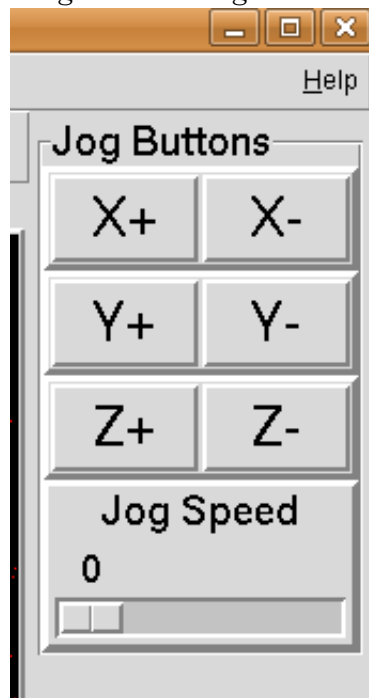 Help
Jog Buttons
X+ X-
Y+ Y-
Z+ Z-
Jog Speed
0